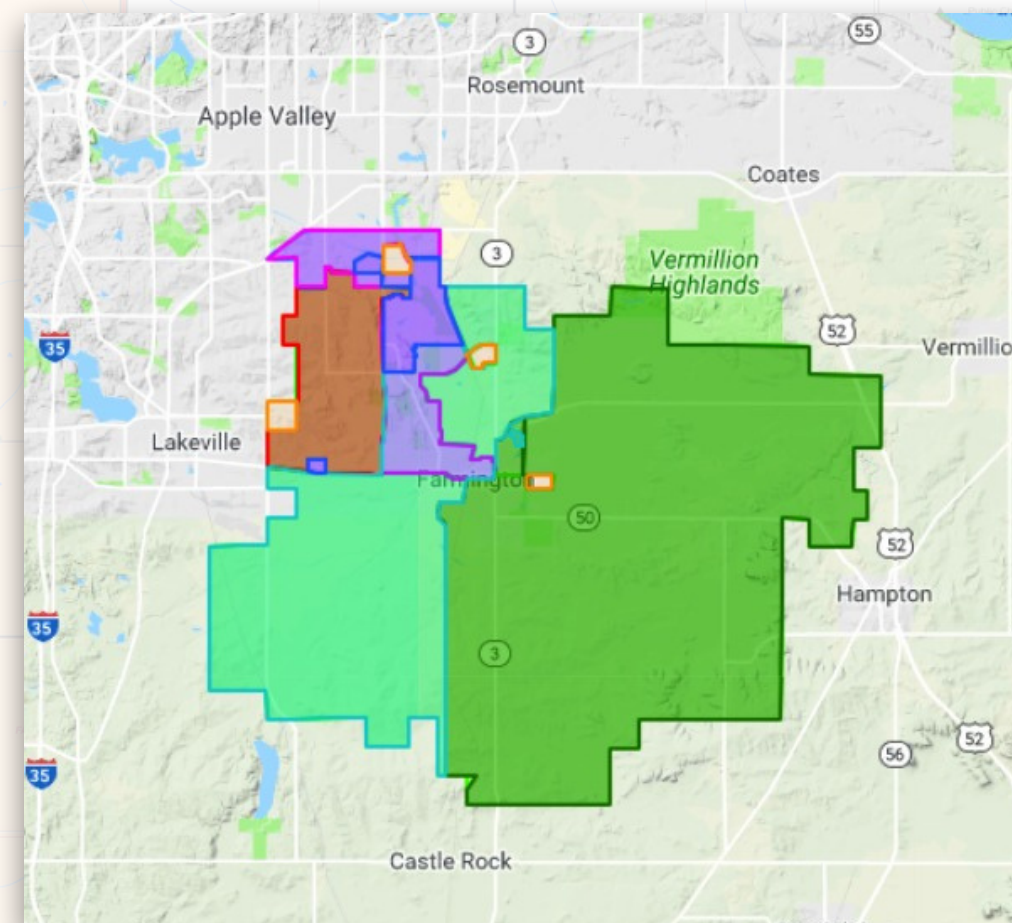 55
3
Rosemount
Apple Valley
Coates
3
Vermillion
Highlands
52
35
Vermillio
Lakeville
Farmington
50
52
Hampton
35
3
52
56
35
Castle Rock